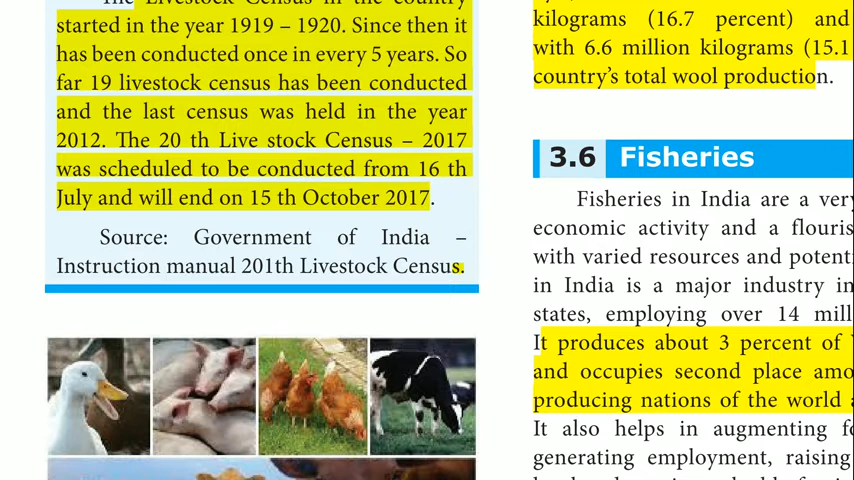 The Livestock Census in the country
started in the year 1919 – 1920. Since then it
has been conducted once in every 5 years. So
far 19 livestock census has been conducted
and the last census was held in the year
2012. The 20 th Live stock Census – 2017
was scheduled to be conducted from 16 th
July and will end on 15 th October 2017.
Source: Government of India –
Instruction manual 201th Livestock Census.
kilograms (16.7 percent) and
with 6.6 million kilograms (15.1
country's total wool production.
3.6 Fisheries
Fisheries in India are a very
economic activity and a
with varied resources and
in India is a major industry in
states, employing over 14
It produces about 3 percent of
and occupies second place
producing nations of the world
It also helps in augmenting
generating employment, raising